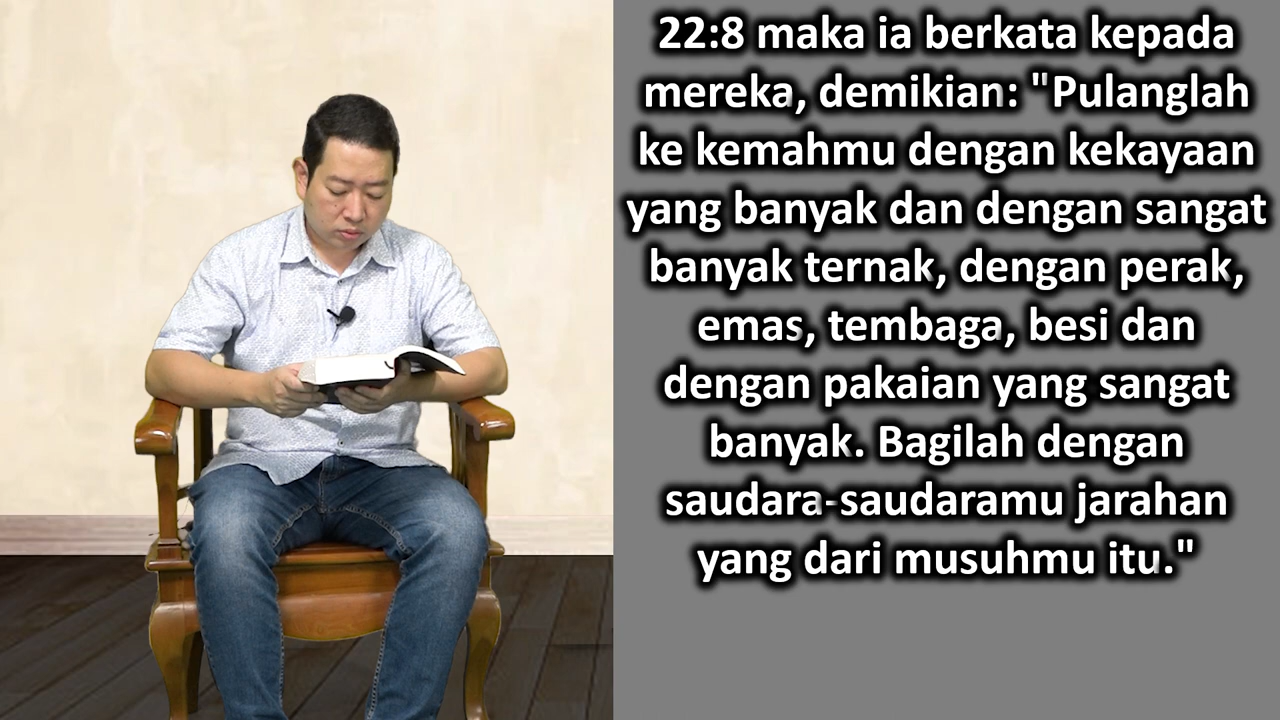 22:8 maka ia berkata kepada
mereka, demikian: "Pulanglah
ke kemahmu dengan kekayaan
yang banyak dan dengan sangat
banyak ternak, dengan perak,
emas, tembaga, besi dan
dengan pakaian yang sangat
banyak. Bagilah dengan
saudara-saudaramu jarahan
yang dari musuhmu itu."